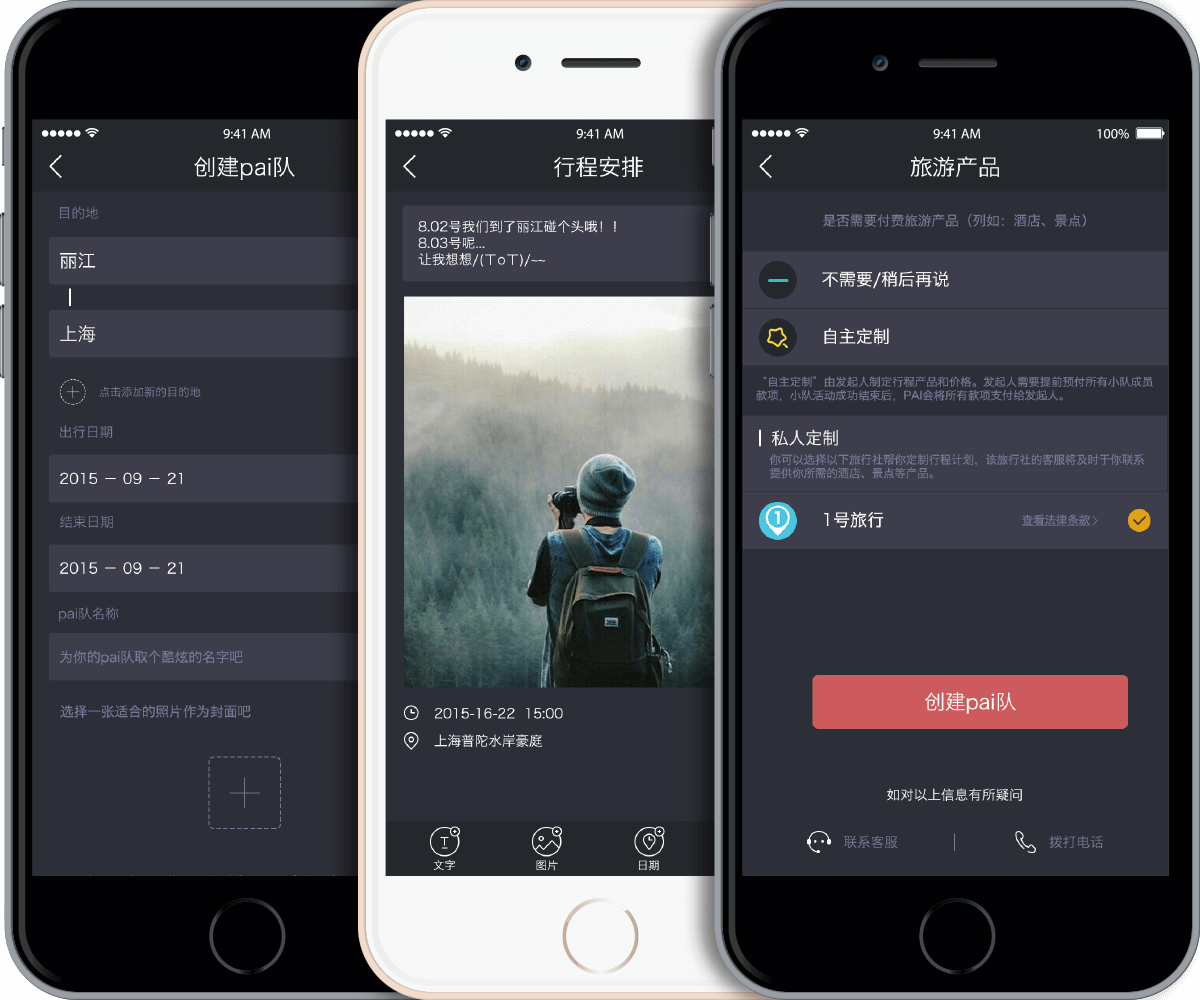 9:41 AM
创建pai队
目的地
丽江
上海
点击添加新的目的地
出行日期
2015 － 09 － 21
结束日期
2015 － 09 － 21
pai队名称
为你的pai队取个酷炫的名字吧
选择一张适合的照片作为封面吧
9:41 AM
行程安排
8.02号我们到了丽江碰个头哦！！
8.03号呢...
让我想想/(ㄒoㄒ)/~~
2015-16-22 15:00
上海普陀水岸豪庭
文字
图片
日期
9:41 AM 100%
旅游产品
是否需要付费旅游产品（列如：酒店、景点）
不需要/稍后再说
自主定制
“自主定制”由发起人制定行程产品和价格。发起人需要提前预付所有小队成员
款项，小队活动成功结束后，PAI会将所有款项支付给发起人。
私人定制
你可以选择以下旅行社帮你定制行程计划，该旅行社的客服将及时于你联系
提供你所需的酒店、景点等产品。
1
1号旅行 查看法律条款>
创建pai队
如对以上信息有所疑问
联系客服 | 拨打电话